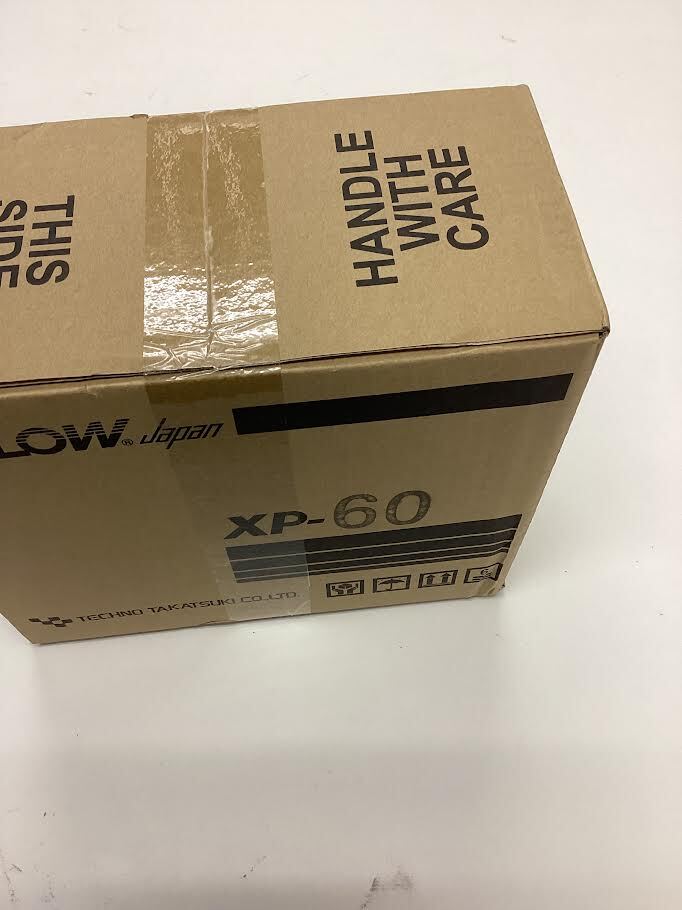 THIS
SIDE
HANDLE
WITH
CARE
LOW® Japan
XP-60
TECHNO TAKATSUKI CO.,LTD.